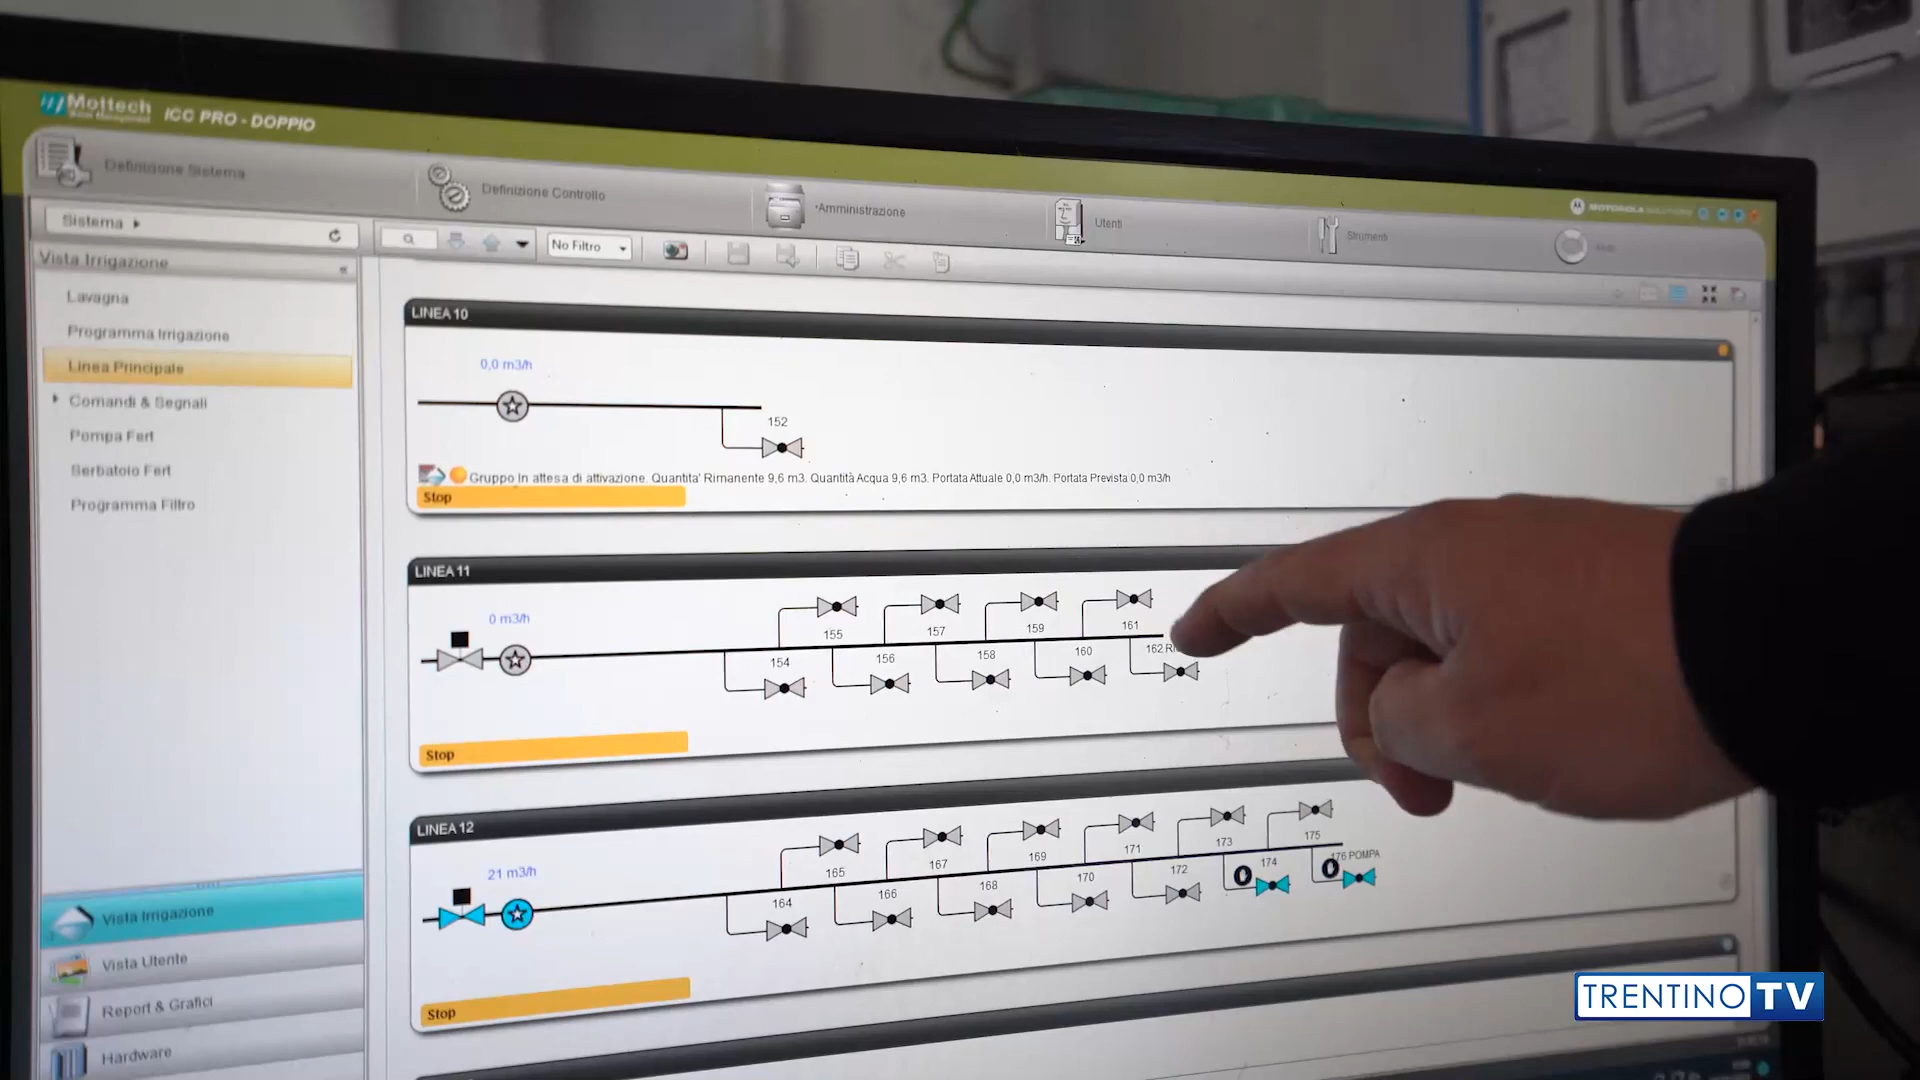 Mottech
ICC PRO - DOPPIO
MOTOROLA SOLUTIONS
Definizione Sistema
Definizione Controllo
Amministrazione
Utenti
Strumenti
Sistema
No Filtro
Vista Irrigazione
Lavagna
Programma Irrigazione
Linea Principale
Comandi & Segnali
Pompa Fert
Serbatoio Fert
Programma Filtro
Vista Irrigazione
Vista Utente
Report & Grafici
Hardware
LINEA 10
0,0 m3/h
152
Gruppo In attesa di attivazione. Quantita' Rimanente 9,6 m3. Quantità Acqua 9,6 m3. Portata Attuale 0,0 m3/h. Portata Prevista 0,0 m3/h
Stop
LINEA 11
0 m3/h
155 157 159 161
154 156 158 160 162
Stop
LINEA 12
21 m3/h
165 167 169 171 173 175
164 166 168 170 172 174 176 POMPA
Stop
TRENTINO TV